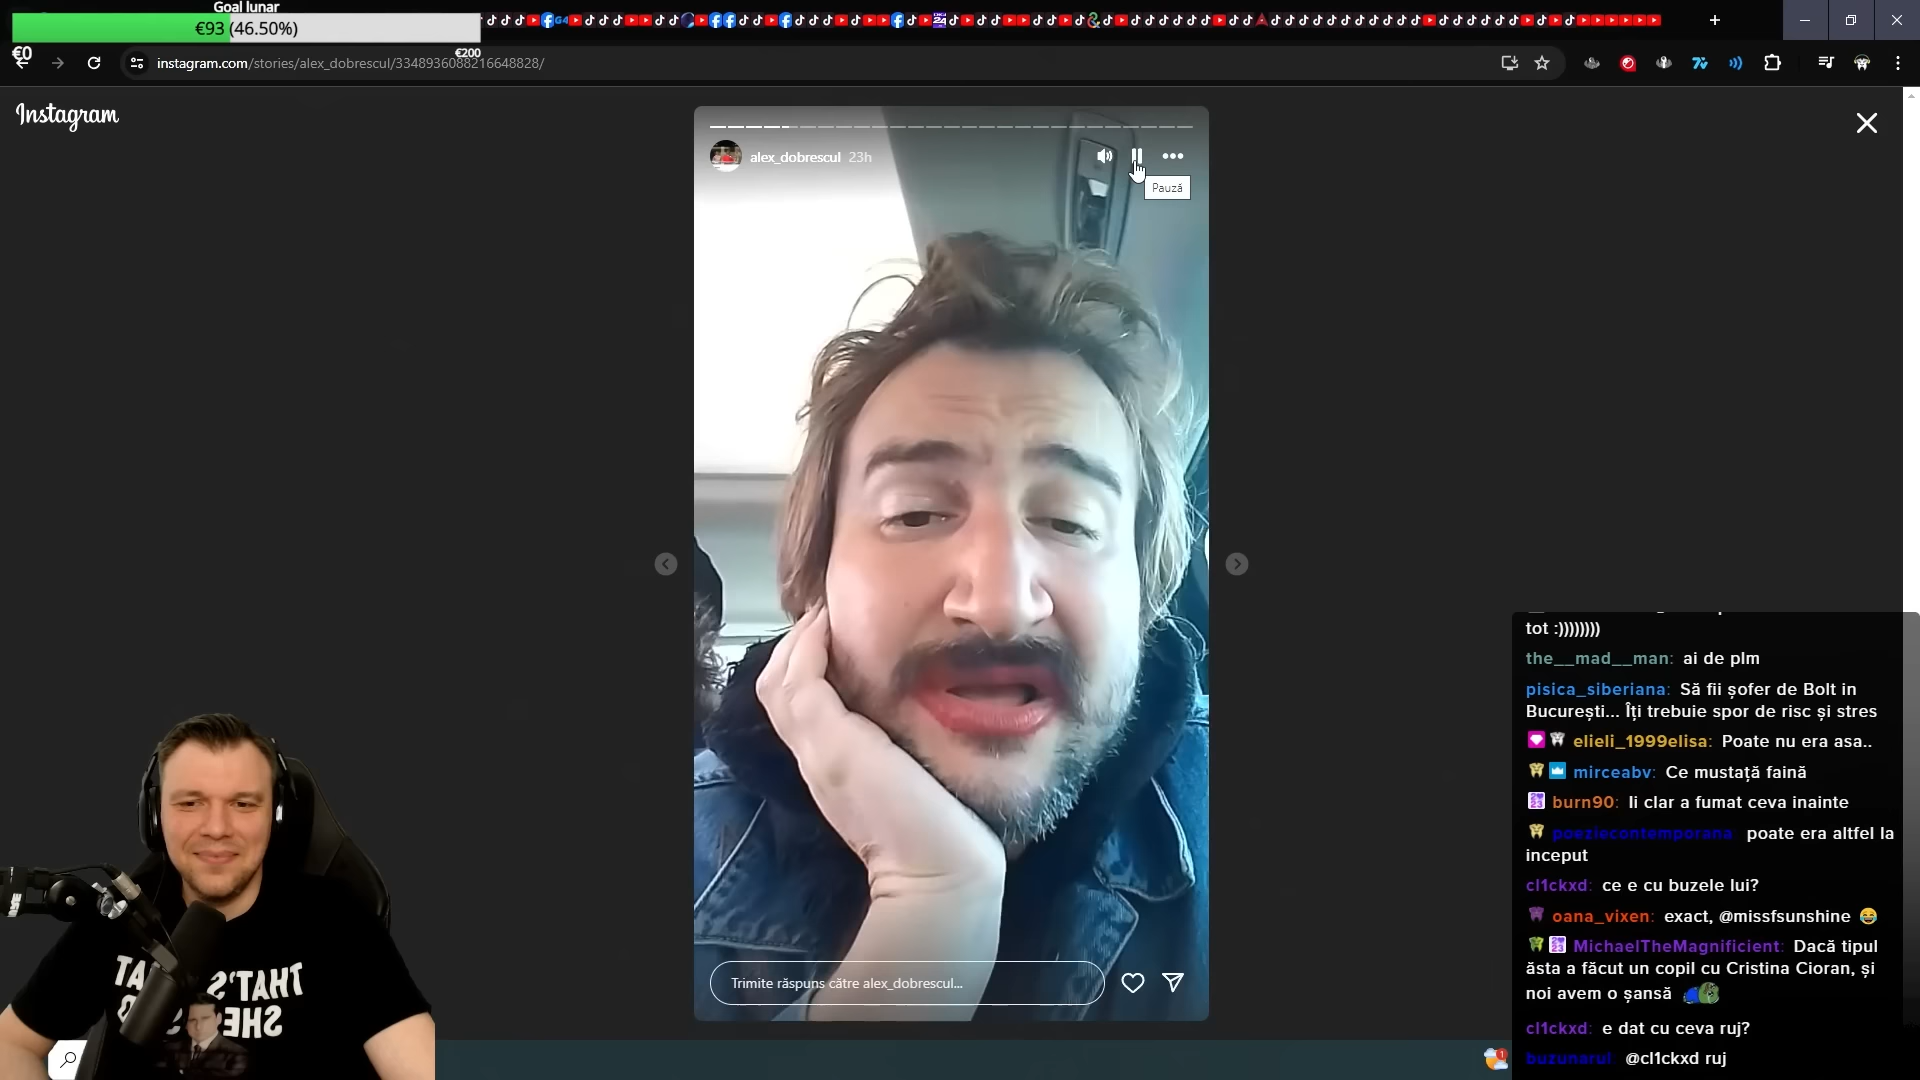 Goal lunar
€93 (46.50%)
€0
€200
instagram.com/stories/alex_dobrescul/3348936088216648828/
Instagram
alex_dobrescul 23h
Pauză
Trimite răspuns către alex_dobrescul...
tot :))))))))
the__mad__man: ai de plm
pisica_siberiana: Să fii șofer de Bolt in
București... Îți trebuie spor de risc și stres
elieli_1999elisa: Poate nu era asa..
mirceabv: Ce mustață faină
burn90: Ii clar a fumat ceva inainte
poeziecontemporana: poate era altfel la
inceput
cl1ckxd: ce e cu buzele lui?
oana_vixen: exact, @missfsunshine 😂
MichaelTheMagnificient: Dacă tipul
ăsta a făcut un copil cu Cristina Cioran, și
noi avem o șansă
cl1ckxd: e dat cu ceva ruj?
buzunarul: @cl1ckxd ruj
THAT'S
SHE